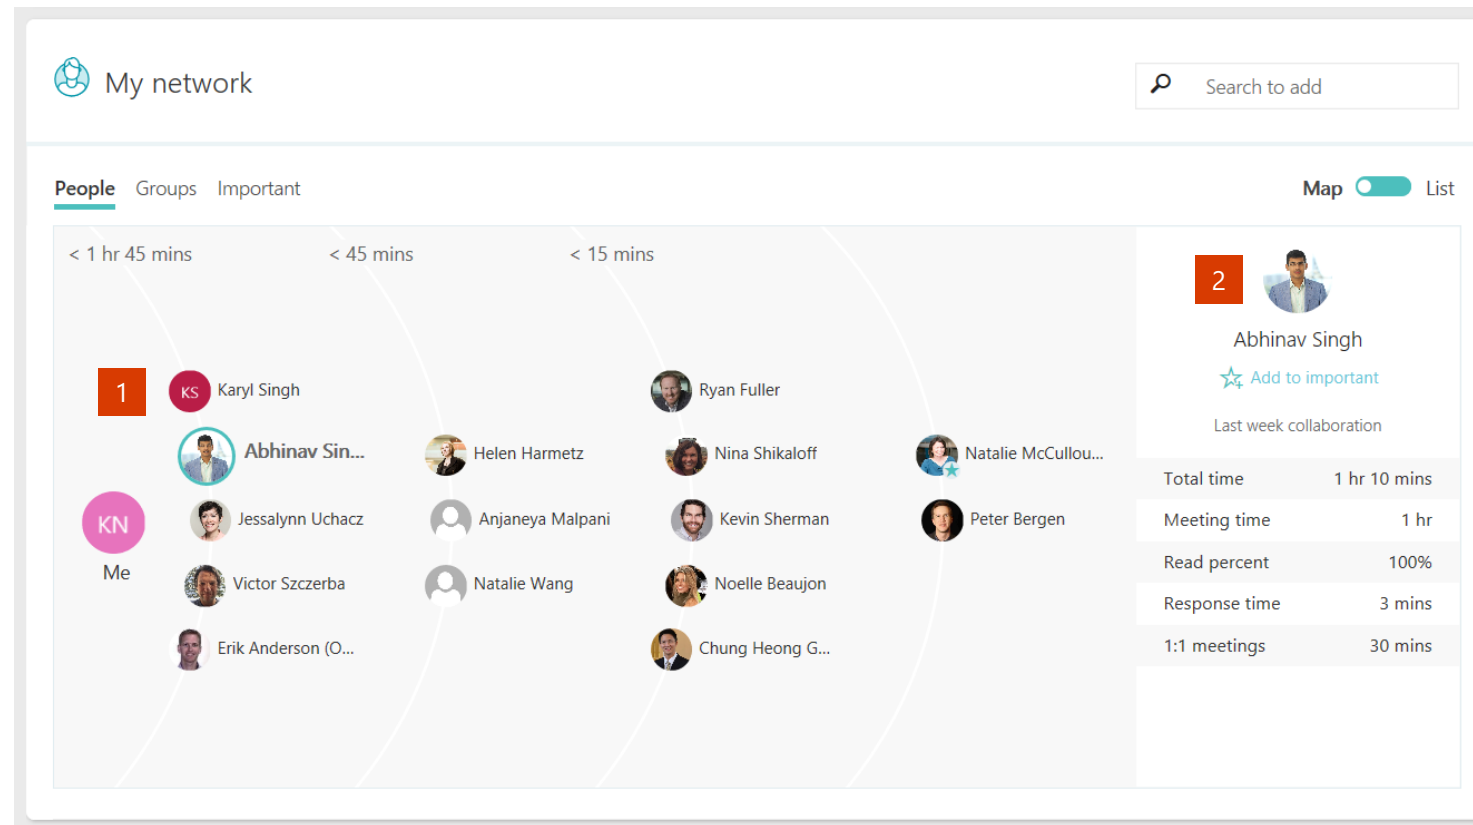 My network
Search to add
People Groups Important
Map List
< 1 hr 45 mins < 45 mins < 15 mins
2
Abhinav Singh
Add to important
Last week collaboration
Total time 1 hr 10 mins
Meeting time 1 hr
Read percent 100%
Response time 3 mins
1:1 meetings 30 mins
1
KS Karyl Singh
Ryan Fuller
Abhinav Sin...
Helen Harmetz
Nina Shikaloff
Natalie McCullou...
KN
Me
Jessalynn Uchacz
Anjaneya Malpani
Kevin Sherman
Peter Bergen
Victor Szczerba
Natalie Wang
Noelle Beaujon
Erik Anderson (O...
Chung Heong G...